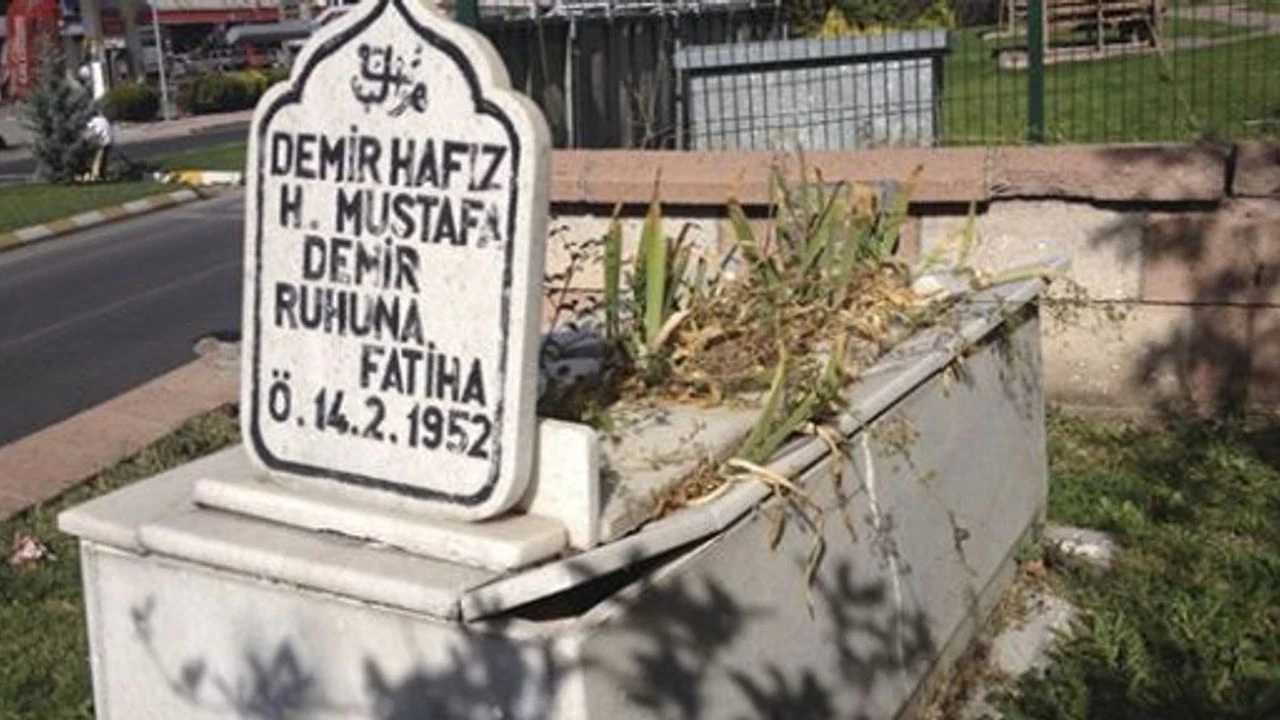 DEMİR HAFIZ
H. MUSTAFA
DEMİR
RUHUNA
FATİHA
Ö. 14.2.1952